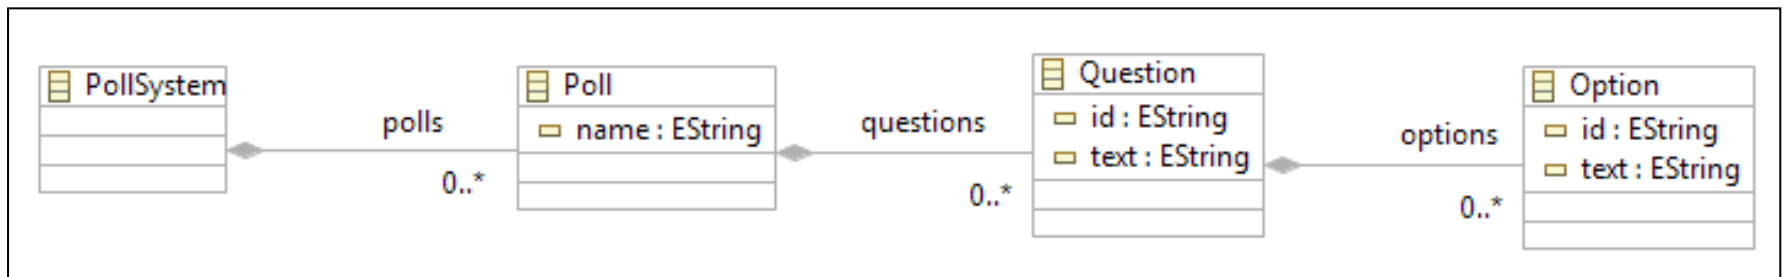 PollSystem
polls
0..*
Poll
name : EString
questions
0..*
Question
id : EString
text : EString
options
0..*
Option
id : EString
text : EString